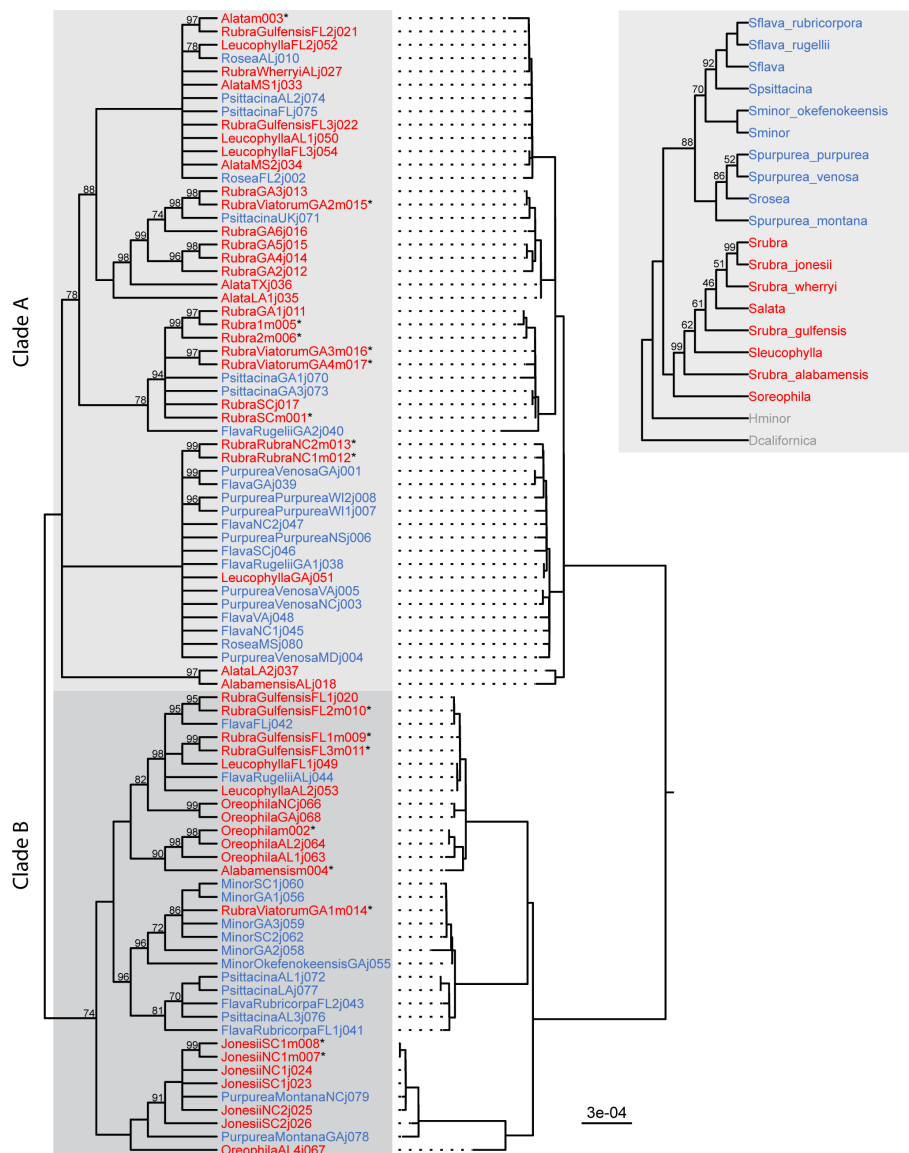 Alatam003*
97
RubraGulfensisFL2j021
LeucophyllaFL2j052
78
RoseaALj010
RubraWherryiALj027
AlataMS1j033
PsittacinaAL2j074
PsittacinaFLj075
RubraGulfensisFL3j022
LeucophyllaAL1j050
LeucophyllaFL3j054
AlataMS2j034
RoseaFL2j002
88
RubraGA3j013
98
RubraViatorumGA2m015*
98
PsittacinaUKj071
74
RubraGA6j016
99
RubraGA5j015
98
RubraGA4j014
96
RubraGA2j012
98
AlataTXj036
AlataLA1j035
78
RubraGA1j011
97
Rubra1m005*
99
Rubra2m006*
RubraViatorumGA3m016*
97
RubraViatorumGA4m017*
94
PsittacinaGA1j070
PsittacinaGA3j073
RubraSCj017
78
RubraSCm001*
FlavaRugeliiGA2j040
RubraRubraNC2m013*
99
RubraRubraNC1m012*
PurpureaVenosaGAj001
99
FlavaGAj039
PurpureaPurpureaWI2j008
96
PurpureaPurpureaWI1j007
FlavaNC2j047
PurpureaPurpureaNSj006
FlavaSCj046
FlavaRugeliiGA1j038
LeucophyllaGAj051
PurpureaVenosaVAj005
PurpureaVenosaNCj003
FlavaVAj048
FlavaNC1j045
RoseaMSj080
PurpureaVenosaMDj004
AlataLA2j037
97
AlabamensisALj018
Clade A
RubraGulfensisFL1j020
95
RubraGulfensisFL2m010*
95
FlavaFLj042
RubraGulfensisFL1m009*
99
RubraGulfensisFL3m011*
98
LeucophyllaFL1j049
FlavaRugeliiALj044
82
LeucophyllaAL2j053
OreophilaNCj066
99
OreophilaGAj068
Oreophilam002*
98
OreophilaAL2j064
98
OreophilaAL1j063
90
Alabamensism004*
MinorSC1j060
MinorGA1j056
86
RubraViatorumGA1m014*
MinorGA3j059
72
MinorSC2j062
96
MinorGA2j058
MinorOkefenokeensisGAj055
96
PsittacinaAL1j072
PsittacinaLAj077
70
FlavaRubricorpaFL2j043
81
PsittacinaAL3j076
FlavaRubricorpaFL1j041
74
JonesiiSC1m008*
99
JonesiiNC1m007*
JonesiiNC1j024
JonesiiSC1j023
PurpureaMontanaNCj079
91
JonesiiNC2j025
JonesiiSC2j026
PurpureaMontanaGAj078
OreophilaAL4j067
Clade B
3e-04
Sflava_rubricorpora
Sflava_rugellii
92
Sflava
70
Spsittacina
Sminor_okefenokeensis
Sminor
88
Spurpurea_purpurea
52
Spurpurea_venosa
86
Srosea
Spurpurea_montana
Srubra
99
Srubra_jonesii
51
Srubra_wherryi
46
Salata
61
Srubra_gulfensis
62
Sleucophylla
99
Srubra_alabamensis
Soreophila
Hminor
Dcalifornica